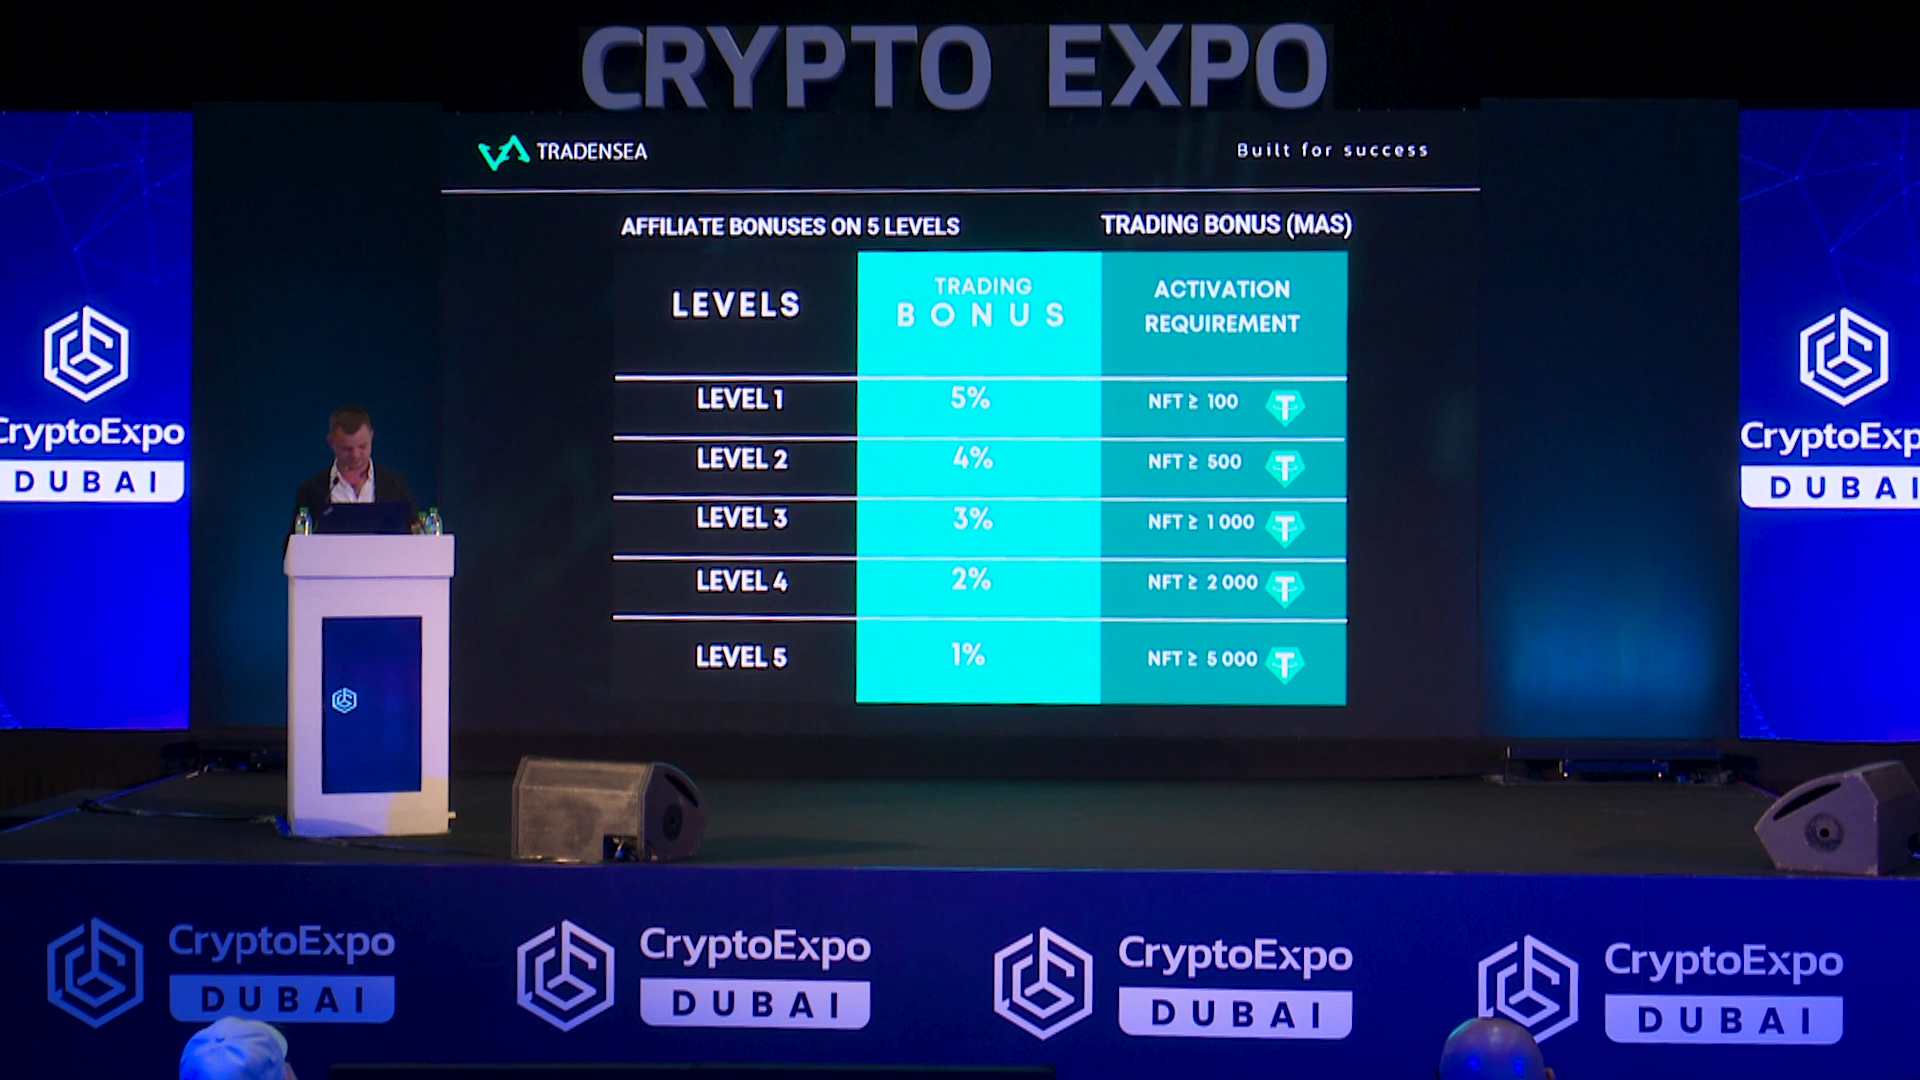 CRYPTO EXPO
TRADENSEA
Built for success
AFFILIATE BONUSES ON 5 LEVELS
TRADING BONUS (MAS)
LEVELS
TRADING
BONUS
ACTIVATION
REQUIREMENT
LEVEL 1 5% NFT ≥ 100
LEVEL 2 4% NFT ≥ 500
LEVEL 3 3% NFT ≥ 1 000
LEVEL 4 2% NFT ≥ 2 000
LEVEL 5 1% NFT ≥ 5 000
CryptoExpo
DUBAI
CryptoExp
DUBAI
CryptoExpo
DUBAI
CryptoExpo
DUBAI
CryptoExpo
DUBAI
CryptoExpo
DUBAI